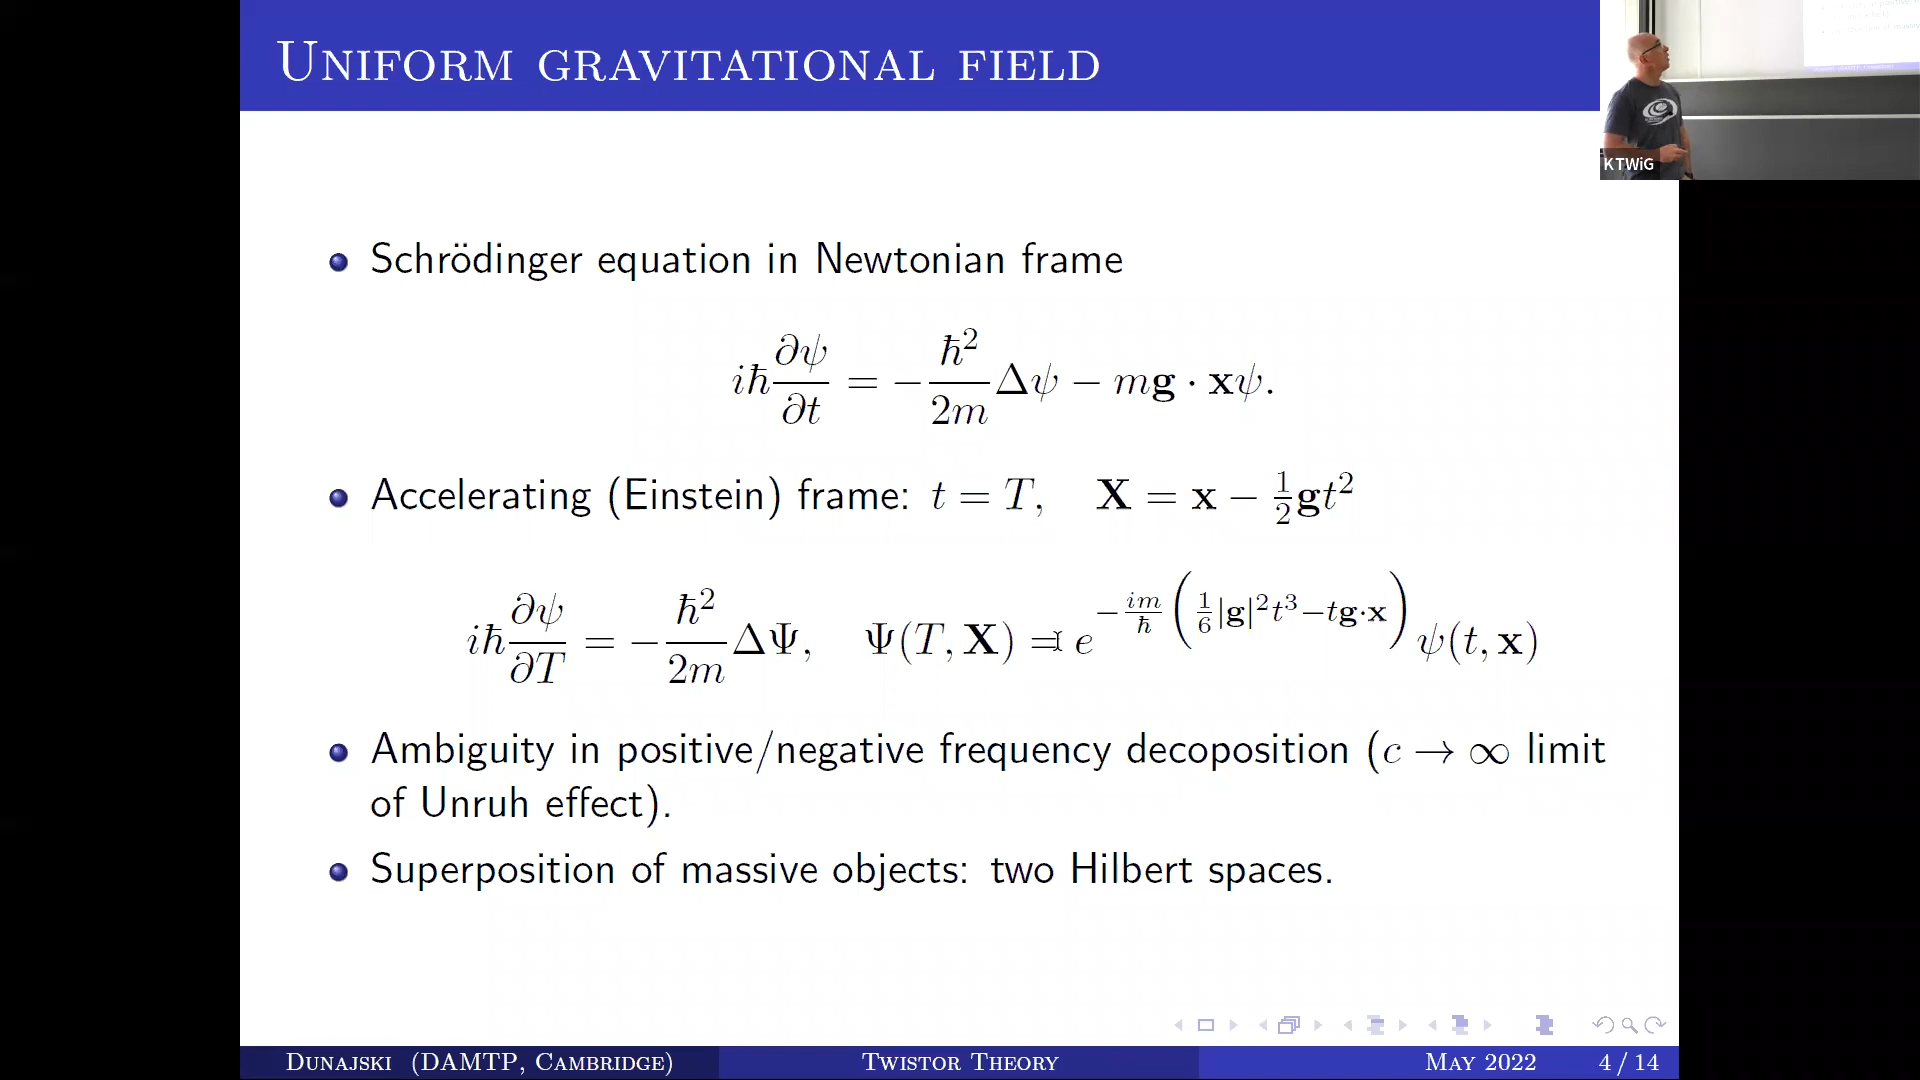 Uniform gravitational field
KTWiG
Schrödinger equation in Newtonian frame
iℏ ∂ψ/∂t = −ℏ²/2m Δψ − m𝐠 · 𝐱ψ.
Accelerating (Einstein) frame: t = T, 𝐗 = 𝐱 − ½𝐠t²
iℏ ∂ψ/∂T = −ℏ²/2m ΔΨ, Ψ(T, 𝐗) = e^{−im/ℏ (1/6 |𝐠|²t³−t𝐠·𝐱)} ψ(t, 𝐱)
Ambiguity in positive/negative frequency decoposition (c → ∞ limit
of Unruh effect).
Superposition of massive objects: two Hilbert spaces.
Dunajski (DAMTP, Cambridge) Twistor Theory May 2022 4 / 14